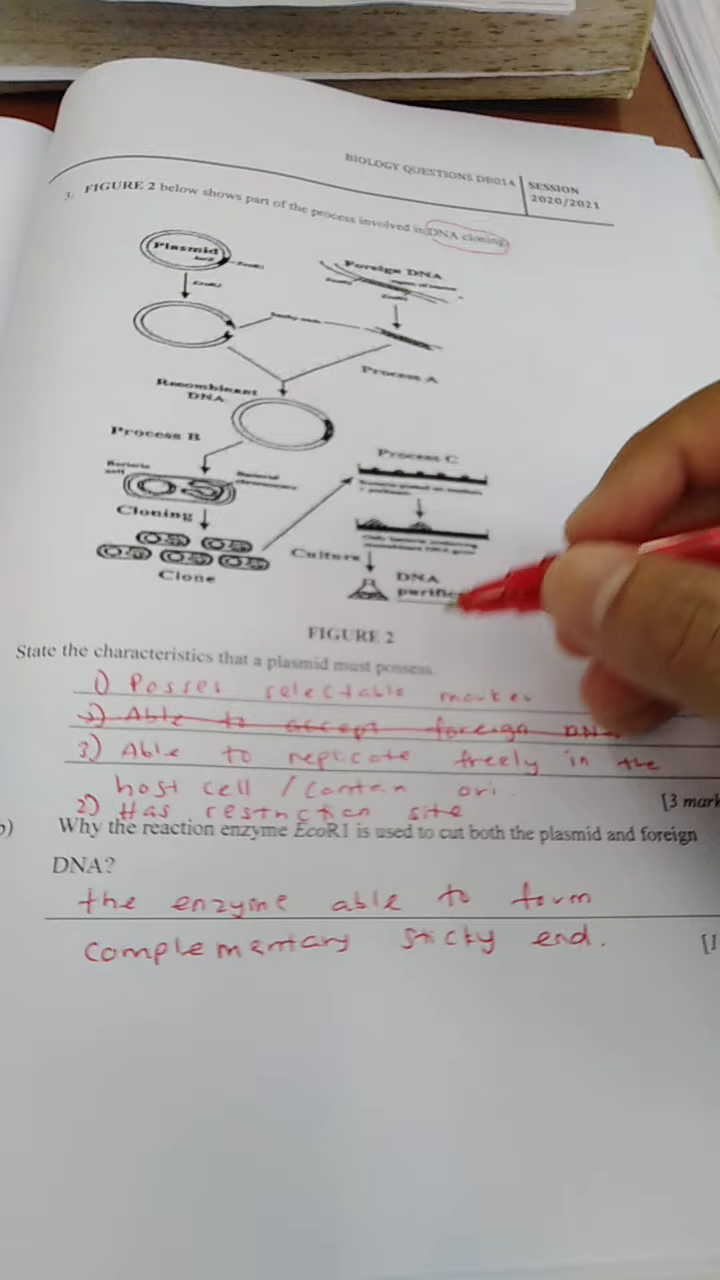 BIOLOGY QUESTIONS DB014
SESSION
2020/2021
3. FIGURE 2 below shows part of the process involved in DNA cloning
Plasmid
Foreign DNA
Process A
Recombinant
DNA
Process B
Process C
Cloning
Clone
Culture
DNA
FIGURE 2
State the characteristics that a plasmid must possess.
1) Posses selectable marker
2) Able to accept foreign DNA
3) Able to replicate freely in the
host cell / contain ori.
2) Has restriction site
[3 mark
b) Why the reaction enzyme EcoR1 is used to cut both the plasmid and foreign
DNA?
the enzyme able to form
complementary sticky end.
[1